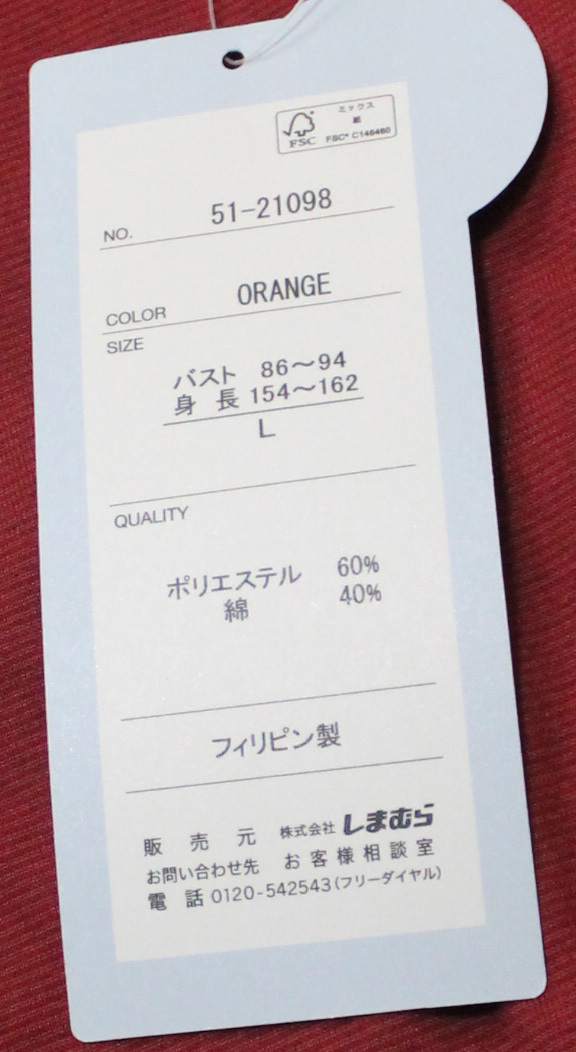 ミックス
紙
FSC
FSC® C146460
NO. 51-21098
COLOR ORANGE
SIZE
バスト 86〜94
身長 154〜162
L
QUALITY
ポリエステル 60%
綿 40%
フィリピン製
販売元 株式会社しまむら
お問い合わせ先 お客様相談室
電話 0120-542543(フリーダイヤル)